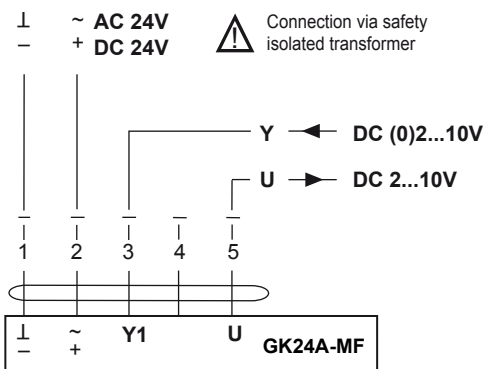 ⊥ ~ AC 24V
– + DC 24V
Connection via safety
isolated transformer
Y DC (0)2...10V
U DC 2...10V
1 2 3 4 5
⊥ ~ Y1 U
– + GK24A-MF